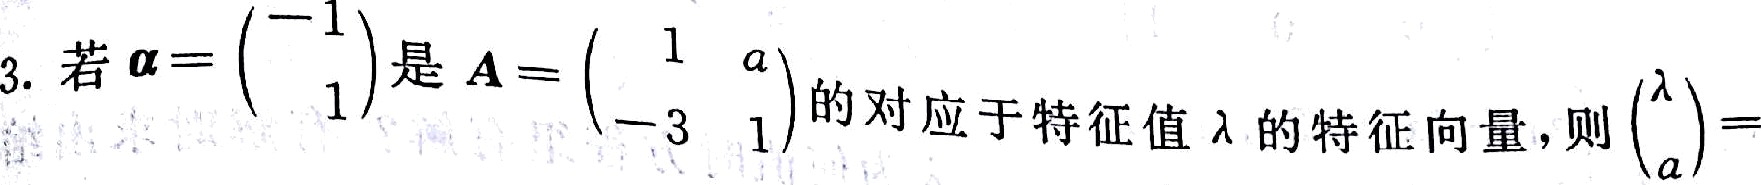 3. 若 α = (−1 1) 是 A = (1 a −3 1) 的对应于特征值 λ 的特征向量,则 (λ a) =